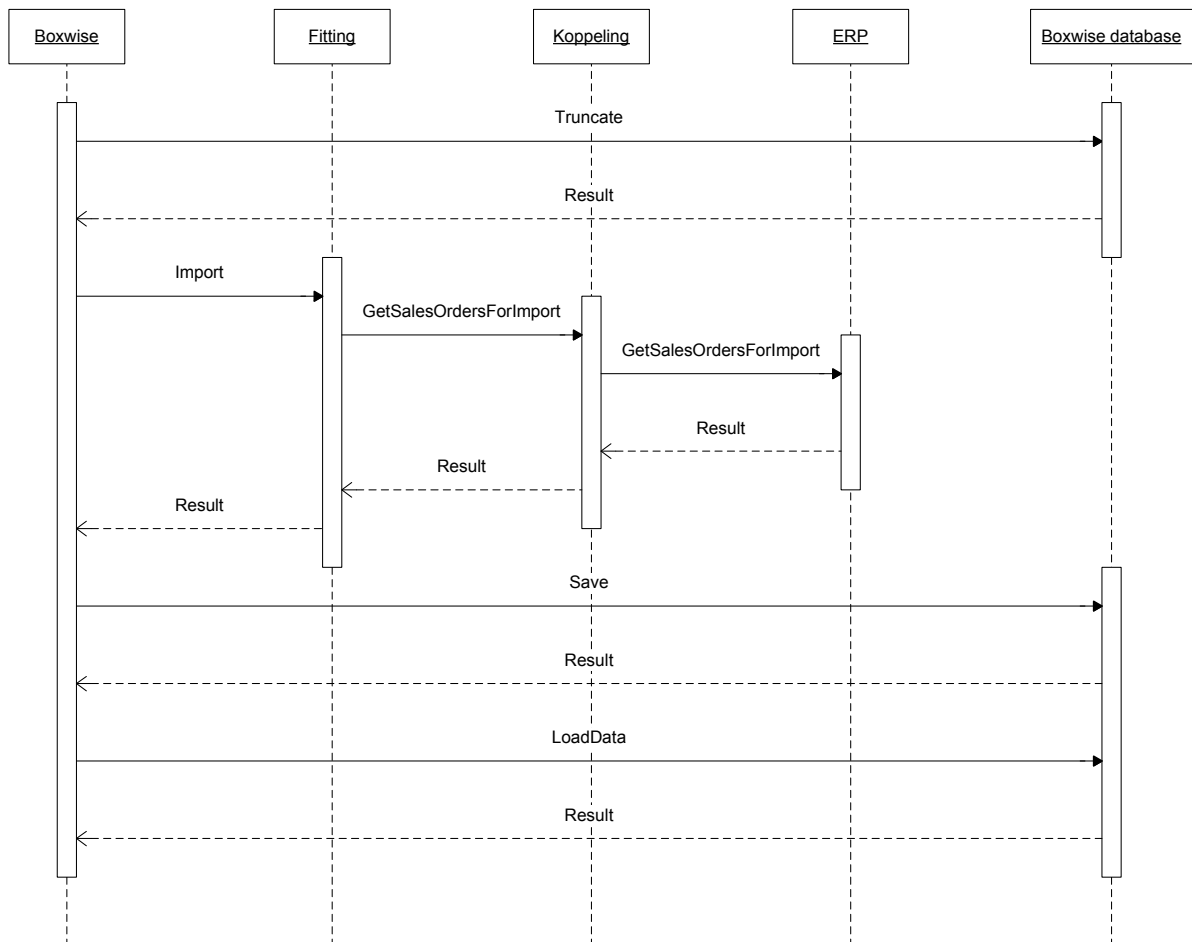 Boxwise
Fitting
Koppeling
ERP
Boxwise database
Truncate
Result
Import
GetSalesOrdersForImport
GetSalesOrdersForImport
Result
Result
Result
Save
Result
LoadData
Result